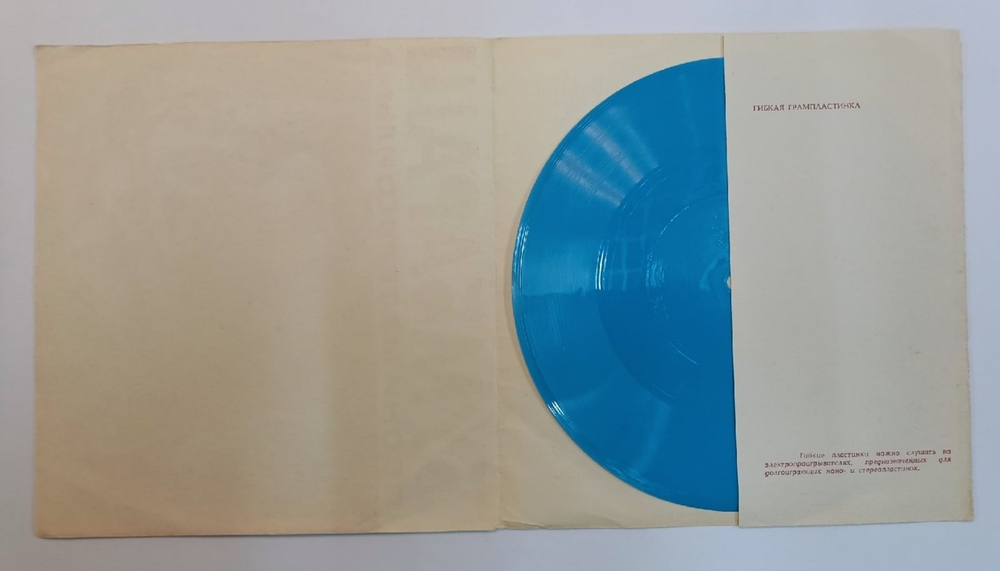 ГИБКАЯ ГРАМПЛАСТИНКА
Гибкие пластинки можно слушать на
электропроигрывателях, предназначенных для
долгоиграющих моно- и стереопластинок.